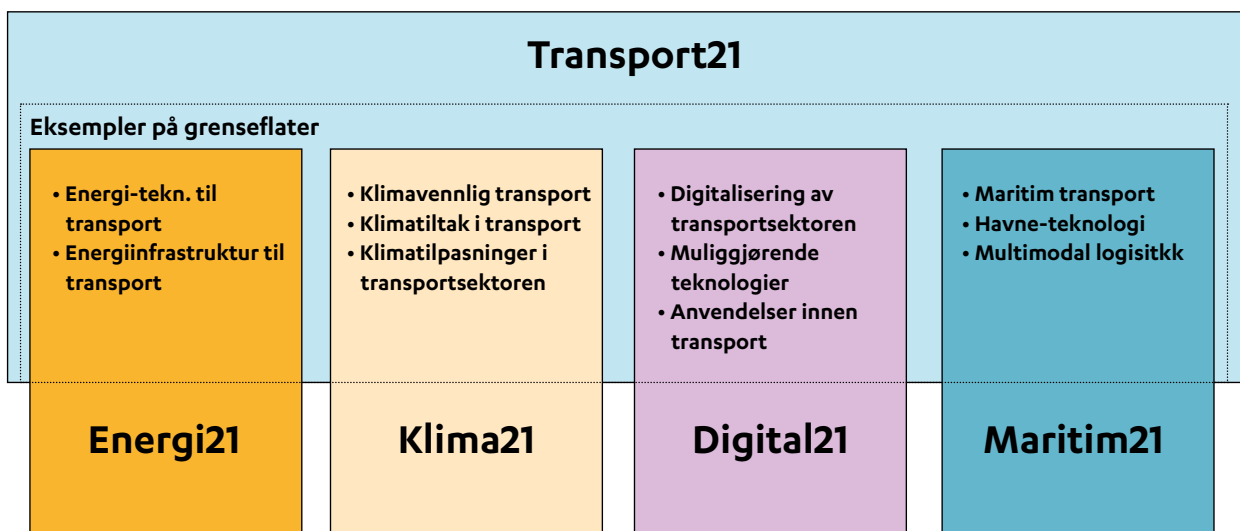 Transport21
Eksempler på grenseflater
• Energi-tekn. til
transport
• Energiinfrastruktur til
transport
• Klimavennlig transport
• Klimatiltak i transport
• Klimatilpasninger i
transportsektoren
• Digitalisering av
transportsektoren
• Muliggjørende
teknologier
• Anvendelser innen
transport
• Maritim transport
• Havne-teknologi
• Multimodal logisitkk
Energi21
Klima21
Digital21
Maritim21